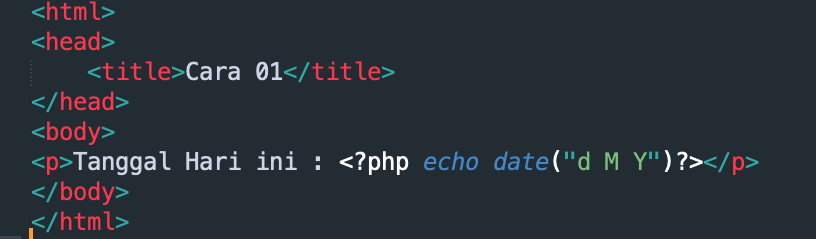 <html>
<head>
<title>Cara 01</title>
</head>
<body>
<p>Tanggal Hari ini : <?php echo date("d M Y")?></p>
</body>
</html>